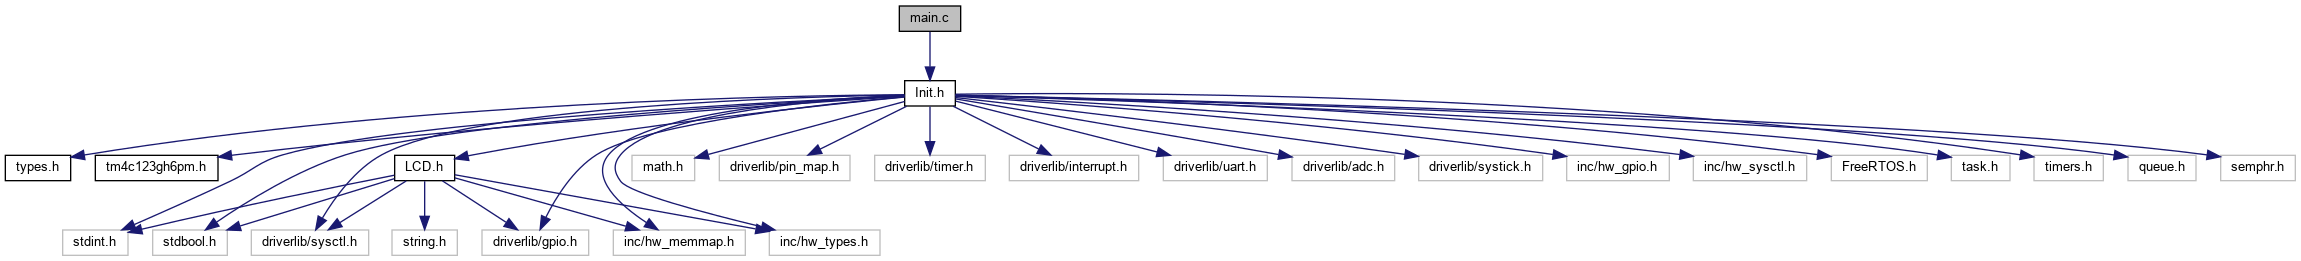 main.c
Init.h
types.h
tm4c123gh6pm.h
LCD.h
math.h
driverlib/pin_map.h
driverlib/timer.h
driverlib/interrupt.h
driverlib/uart.h
driverlib/adc.h
driverlib/systick.h
inc/hw_gpio.h
inc/hw_sysctl.h
FreeRTOS.h
task.h
timers.h
queue.h
semphr.h
stdint.h
stdbool.h
driverlib/sysctl.h
string.h
driverlib/gpio.h
inc/hw_memmap.h
inc/hw_types.h